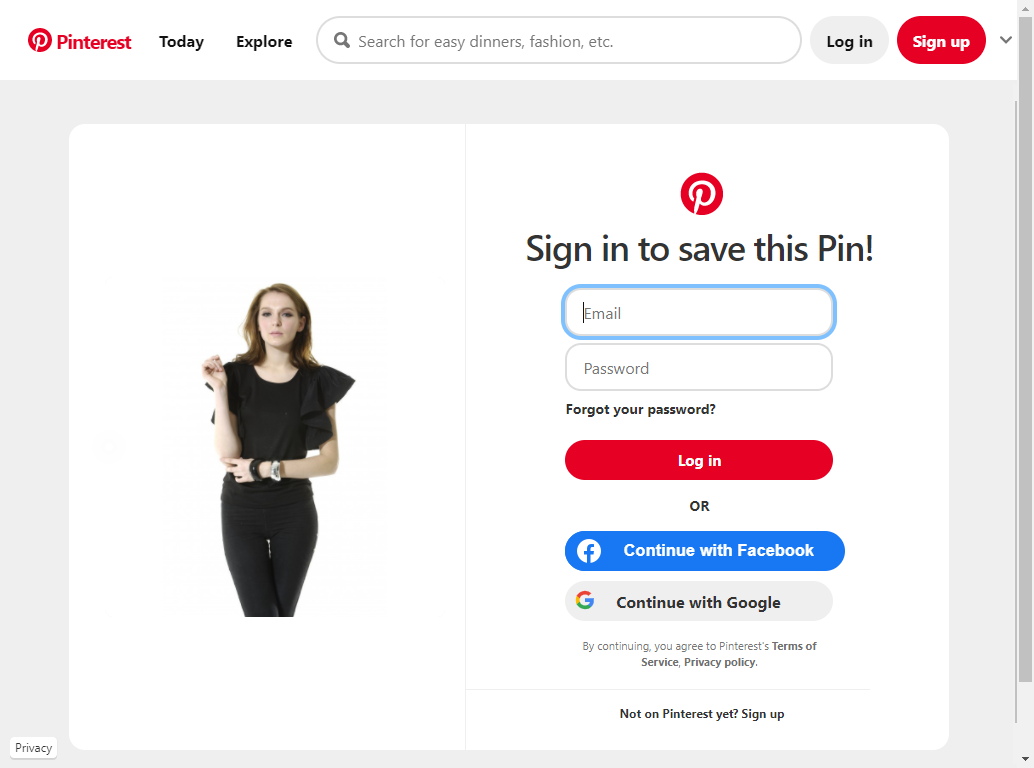 Pinterest
Today
Explore
Search for easy dinners, fashion, etc.
Log in
Sign up
Sign in to save this Pin!
Email
Password
Forgot your password?
Log in
OR
Continue with Facebook
Continue with Google
By continuing, you agree to Pinterest's Terms of
Service, Privacy policy.
Not on Pinterest yet? Sign up
Privacy